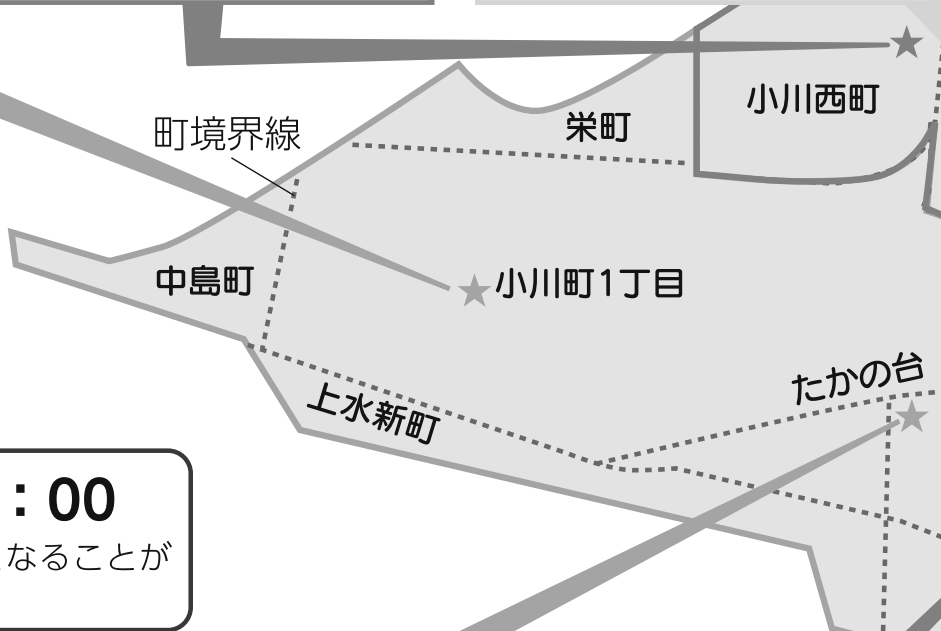 小川西町
栄町
町境界線
中島町
小川町1丁目
たかの台
上水新町
：00
なることが